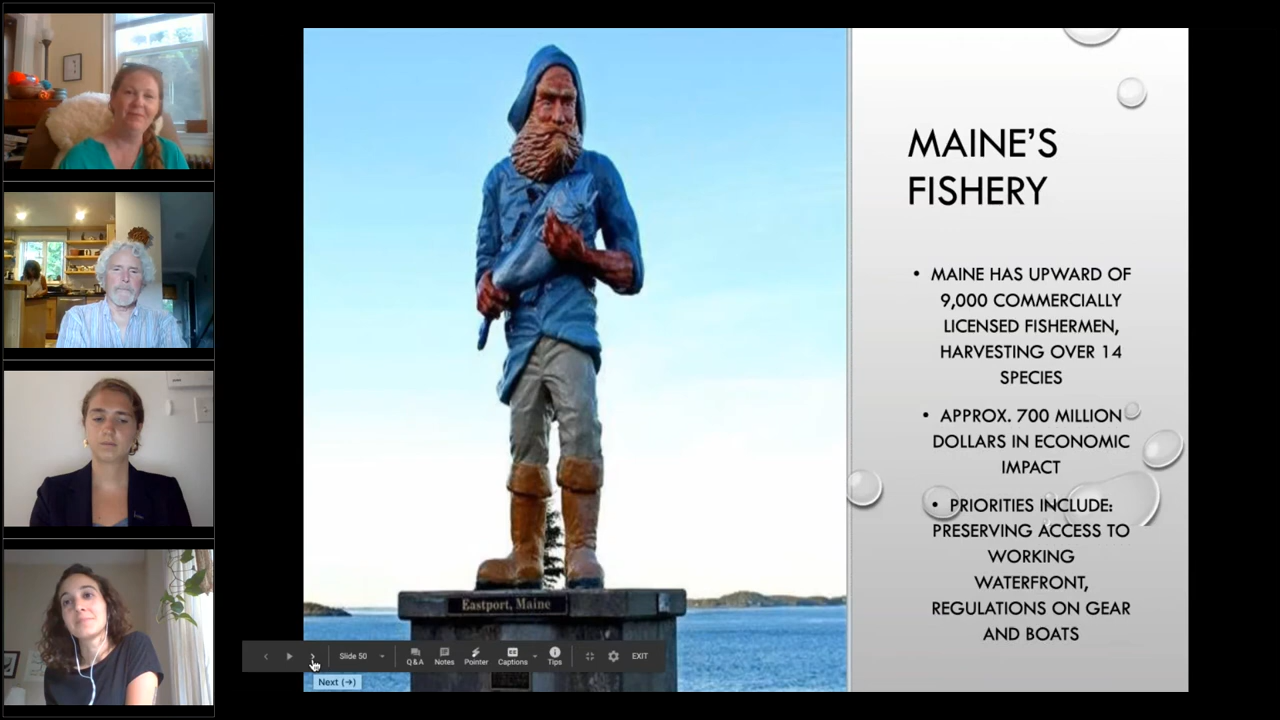 MAINE'S
FISHERY
• MAINE HAS UPWARD OF
9,000 COMMERCIALLY
LICENSED FISHERMEN,
HARVESTING OVER 14
SPECIES
• APPROX. 700 MILLION
DOLLARS IN ECONOMIC
IMPACT
• PRIORITIES INCLUDE:
PRESERVING ACCESS TO
WORKING
WATERFRONT,
REGULATIONS ON GEAR
AND BOATS
Eastport, Maine
Slide 50
Q&A
Notes
Pointer
Captions
Tips
EXIT
Next (→)